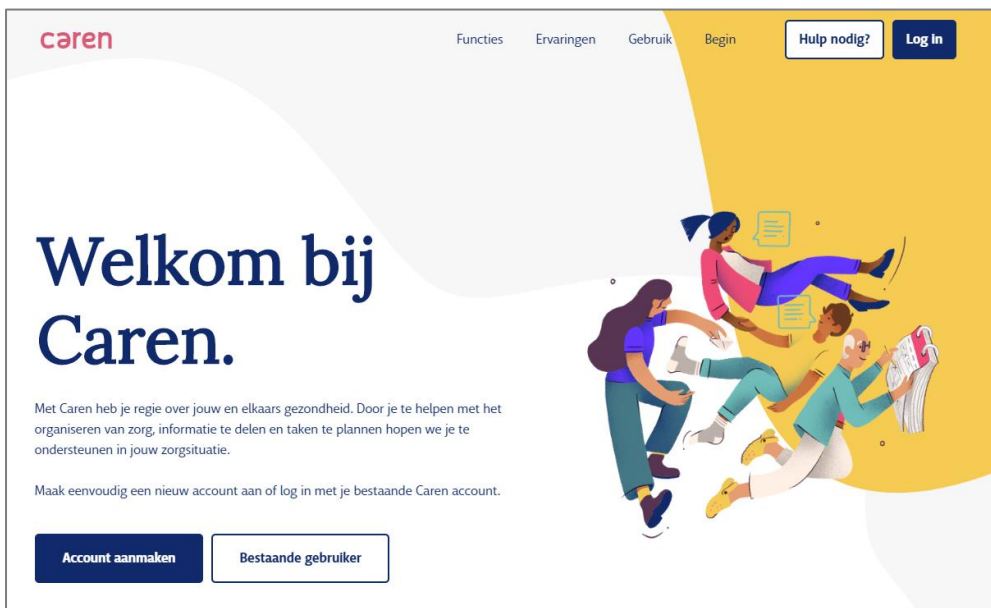 caren
Functies
Ervaringen
Gebruik
Begin
Hulp nodig?
Log in
Welkom bij
Caren.
Met Caren heb je regie over jouw en elkaars gezondheid. Door je te helpen met het
organiseren van zorg, informatie te delen en taken te plannen hopen we je te
ondersteunen in jouw zorgsituatie.
Maak eenvoudig een nieuw account aan of log in met je bestaande Caren account.
Account aanmaken
Bestaande gebruiker